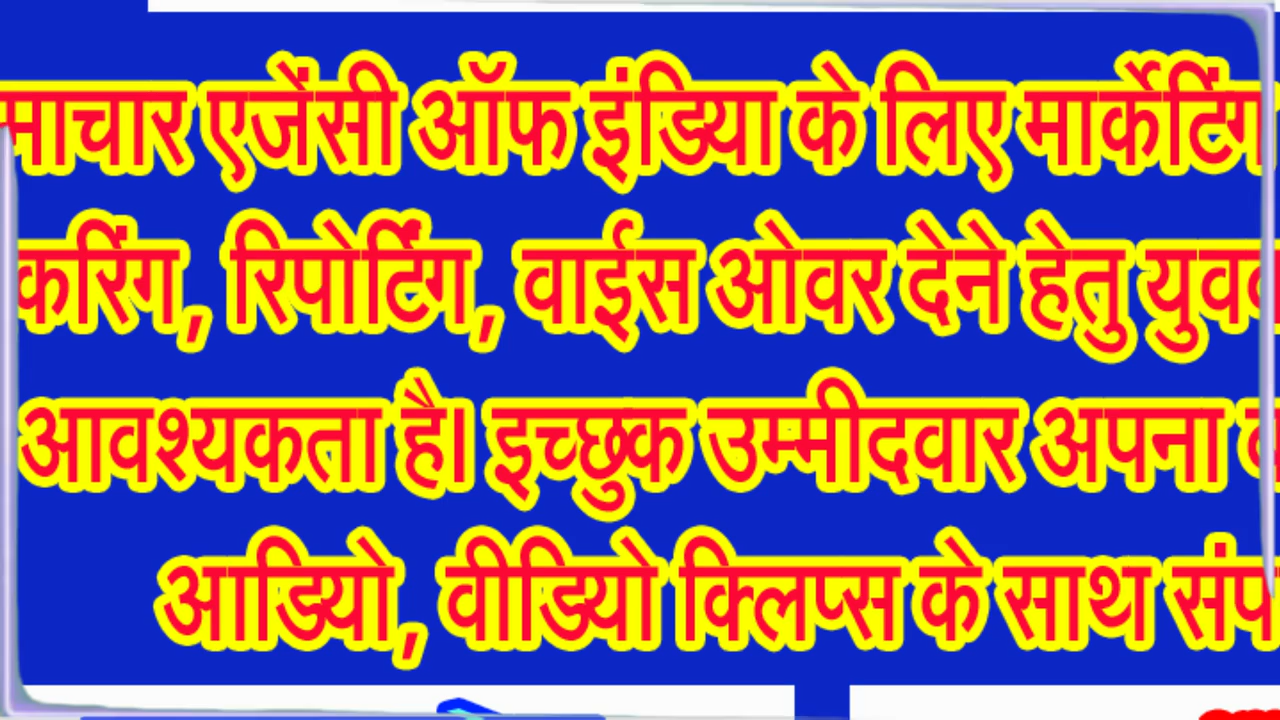 माचार एजेंसी ऑफ इंडिया के लिए मार्केटिंग
करिंग, रिपोर्टिंग, वाईस ओवर देने हेतु युव
आवश्यकता है। इच्छुक उम्मीदवार अपना
आडियो, वीडियो क्लिप्स के साथ संप